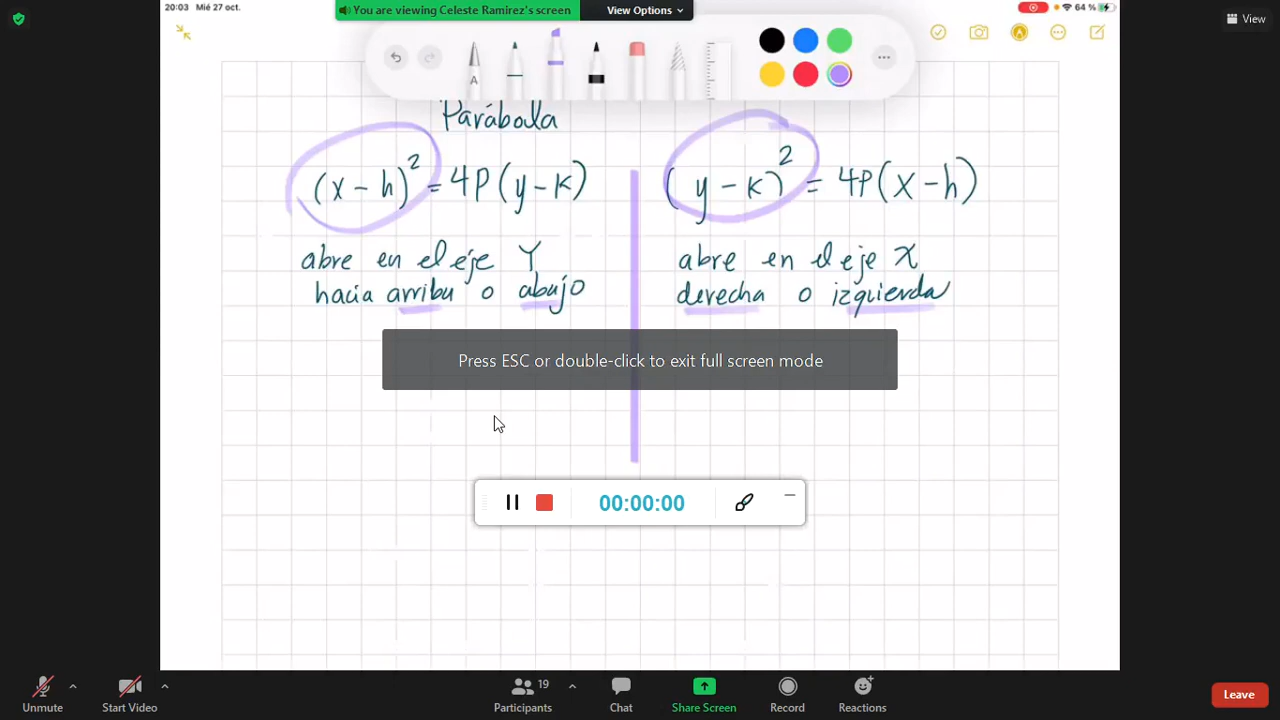 20:03 Mié 27 oct.
You are viewing Celeste Ramirez's screen
View Options
64 %
View
A
Parábola
(x - h)² = 4P(y - k)
abre en el eje Y
hacia arriba o abajo
(y - k)² = 4P(x - h)
abre en el eje X
derecha o izquierda
Press ESC or double-click to exit full screen mode
00:00:00
Unmute
Start Video
19
Participants
Chat
Share Screen
Record
Reactions
Leave